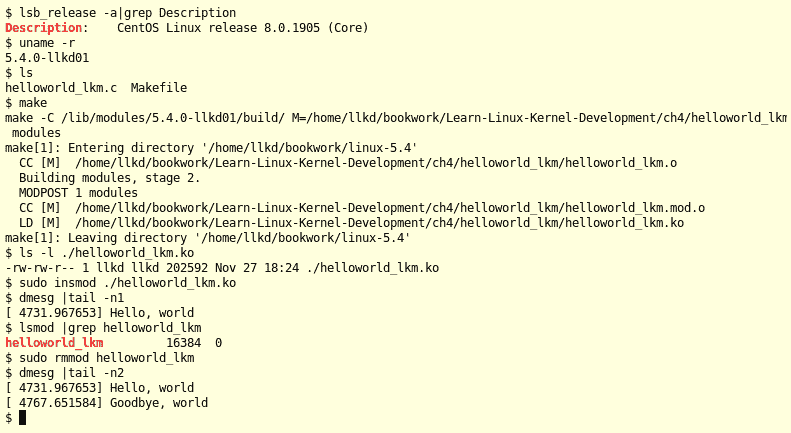 $ lsb_release -a|grep Description
Description:    CentOS Linux release 8.0.1905 (Core)
$ uname -r
5.4.0-llkd01
$ ls
helloworld_lkm.c  Makefile
$ make
make -C /lib/modules/5.4.0-llkd01/build/ M=/home/llkd/bookwork/Learn-Linux-Kernel-Development/ch4/helloworld_lkm
 modules
make[1]: Entering directory '/home/llkd/bookwork/linux-5.4'
  CC [M]  /home/llkd/bookwork/Learn-Linux-Kernel-Development/ch4/helloworld_lkm/helloworld_lkm.o
  Building modules, stage 2.
  MODPOST 1 modules
  CC [M]  /home/llkd/bookwork/Learn-Linux-Kernel-Development/ch4/helloworld_lkm/helloworld_lkm.mod.o
  LD [M]  /home/llkd/bookwork/Learn-Linux-Kernel-Development/ch4/helloworld_lkm/helloworld_lkm.ko
make[1]: Leaving directory '/home/llkd/bookwork/linux-5.4'
$ ls -l ./helloworld_lkm.ko
-rw-rw-r-- 1 llkd llkd 202592 Nov 27 18:24 ./helloworld_lkm.ko
$ sudo insmod ./helloworld_lkm.ko
$ dmesg |tail -n1
[ 4731.967653] Hello, world
$ lsmod |grep helloworld_lkm
helloworld_lkm         16384  0
$ sudo rmmod helloworld_lkm
$ dmesg |tail -n2
[ 4731.967653] Hello, world
[ 4767.651584] Goodbye, world
$